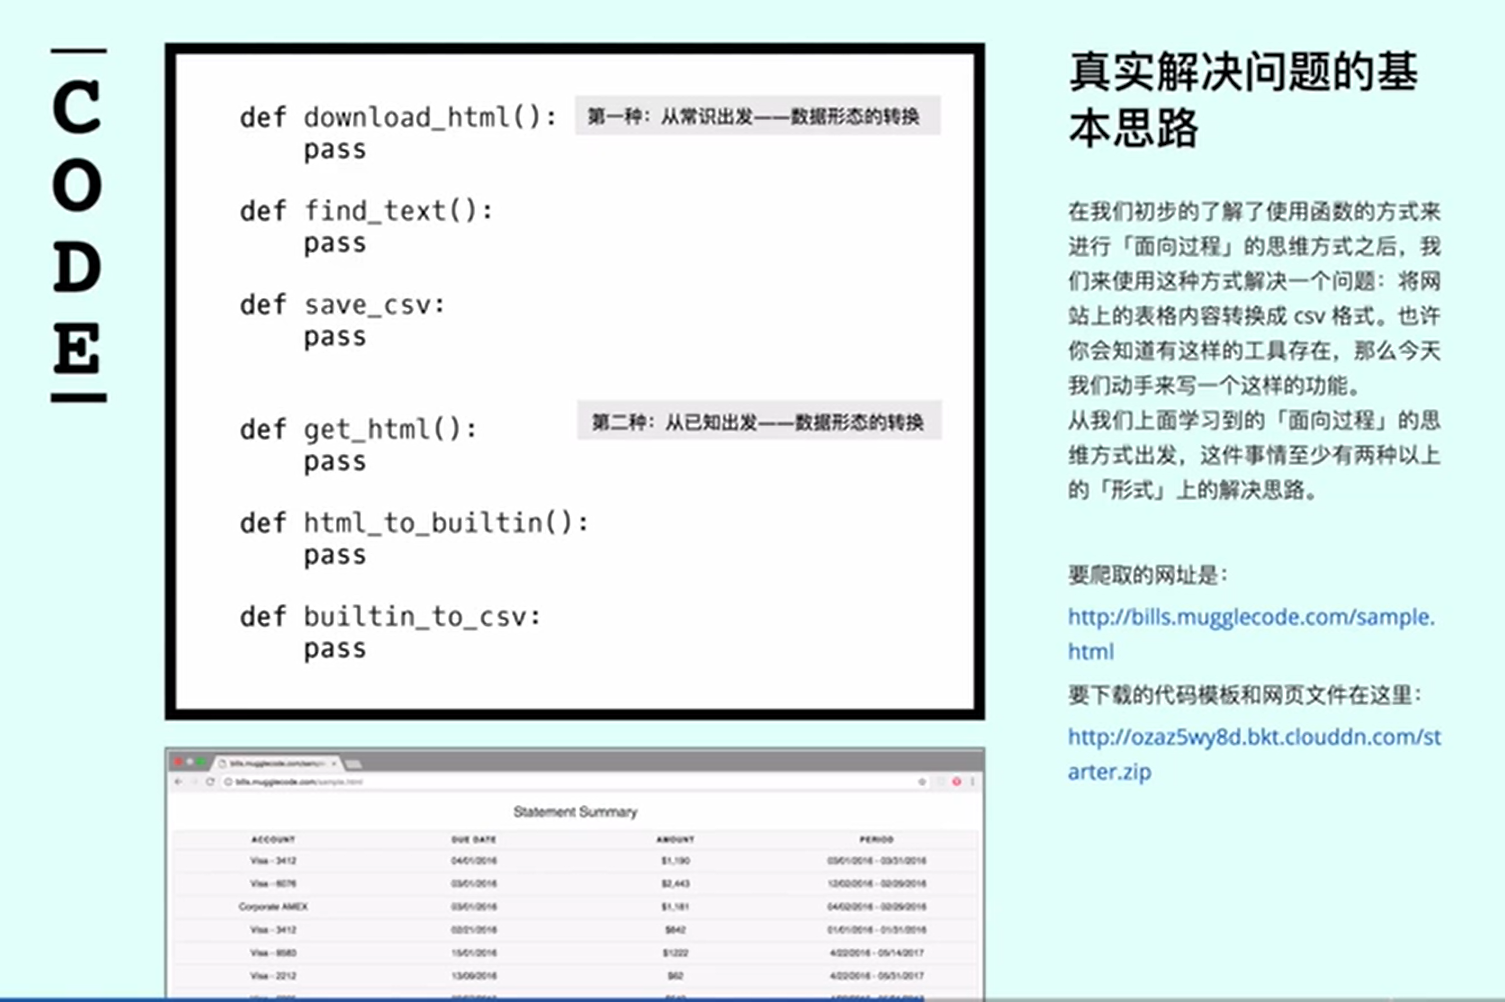 CODE
def download_html():
第一种：从常识出发——数据形态的转换
pass
def find_text():
pass
def save_csv:
pass
def get_html():
第二种：从已知出发——数据形态的转换
pass
def html_to_builtin():
pass
def builtin_to_csv:
pass
真实解决问题的基
本思路
在我们初步的了解了使用函数的方式来
进行「面向过程」的思维方式之后，我
们来使用这种方式解决一个问题：将网
站上的表格内容转换成 csv 格式。也许
你会知道有这样的工具存在，那么今天
我们动手来写一个这样的功能。
从我们上面学习到的「面向过程」的思
维方式出发，这件事情至少有两种以上
的「形式」上的解决思路。
要爬取的网址是：
http://bills.mugglecode.com/sample.
html
要下载的代码模板和网页文件在这里：
http://ozaz5wy8d.bkt.clouddn.com/st
arter.zip
bills.mugglecode.com/sample.html
Statement Summary
ACCOUNT DUE DATE AMOUNT PERIOD
Visa - 3412 04/01/2016 $1,190 03/01/2016 - 03/31/2016
Visa - 6076 03/01/2016 $2,443 12/02/2016 - 02/29/2016
Corporate AMEX 03/01/2016 $1,181 04/02/2016 - 02/29/2016
Visa - 3412 02/21/2016 $842 01/01/2016 - 01/31/2016
Visa - 15/01/2016 $1222 4/22/2016 - 05/14/2017
Visa - 2212 13/09/2016 $62 4/22/2016 - 05/31/2017